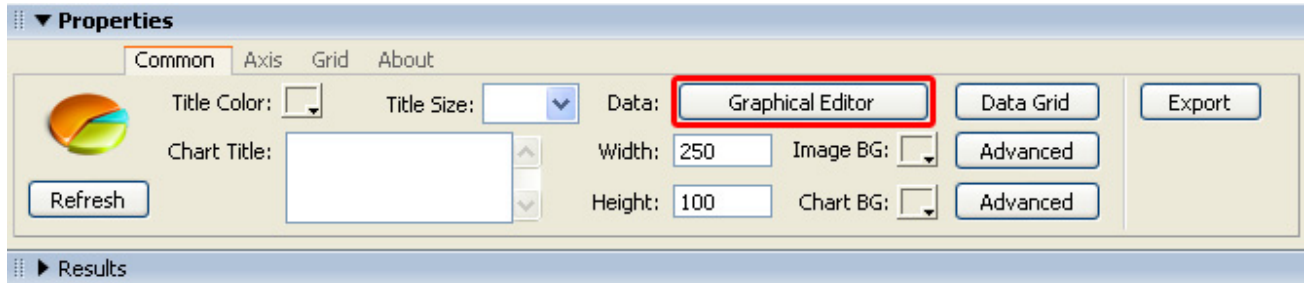 Properties
Common Axis Grid About
Title Color: Title Size: Data: Graphical Editor Data Grid Export
Chart Title: Width: 250 Image BG: Advanced
Refresh Height: 100 Chart BG: Advanced
Results